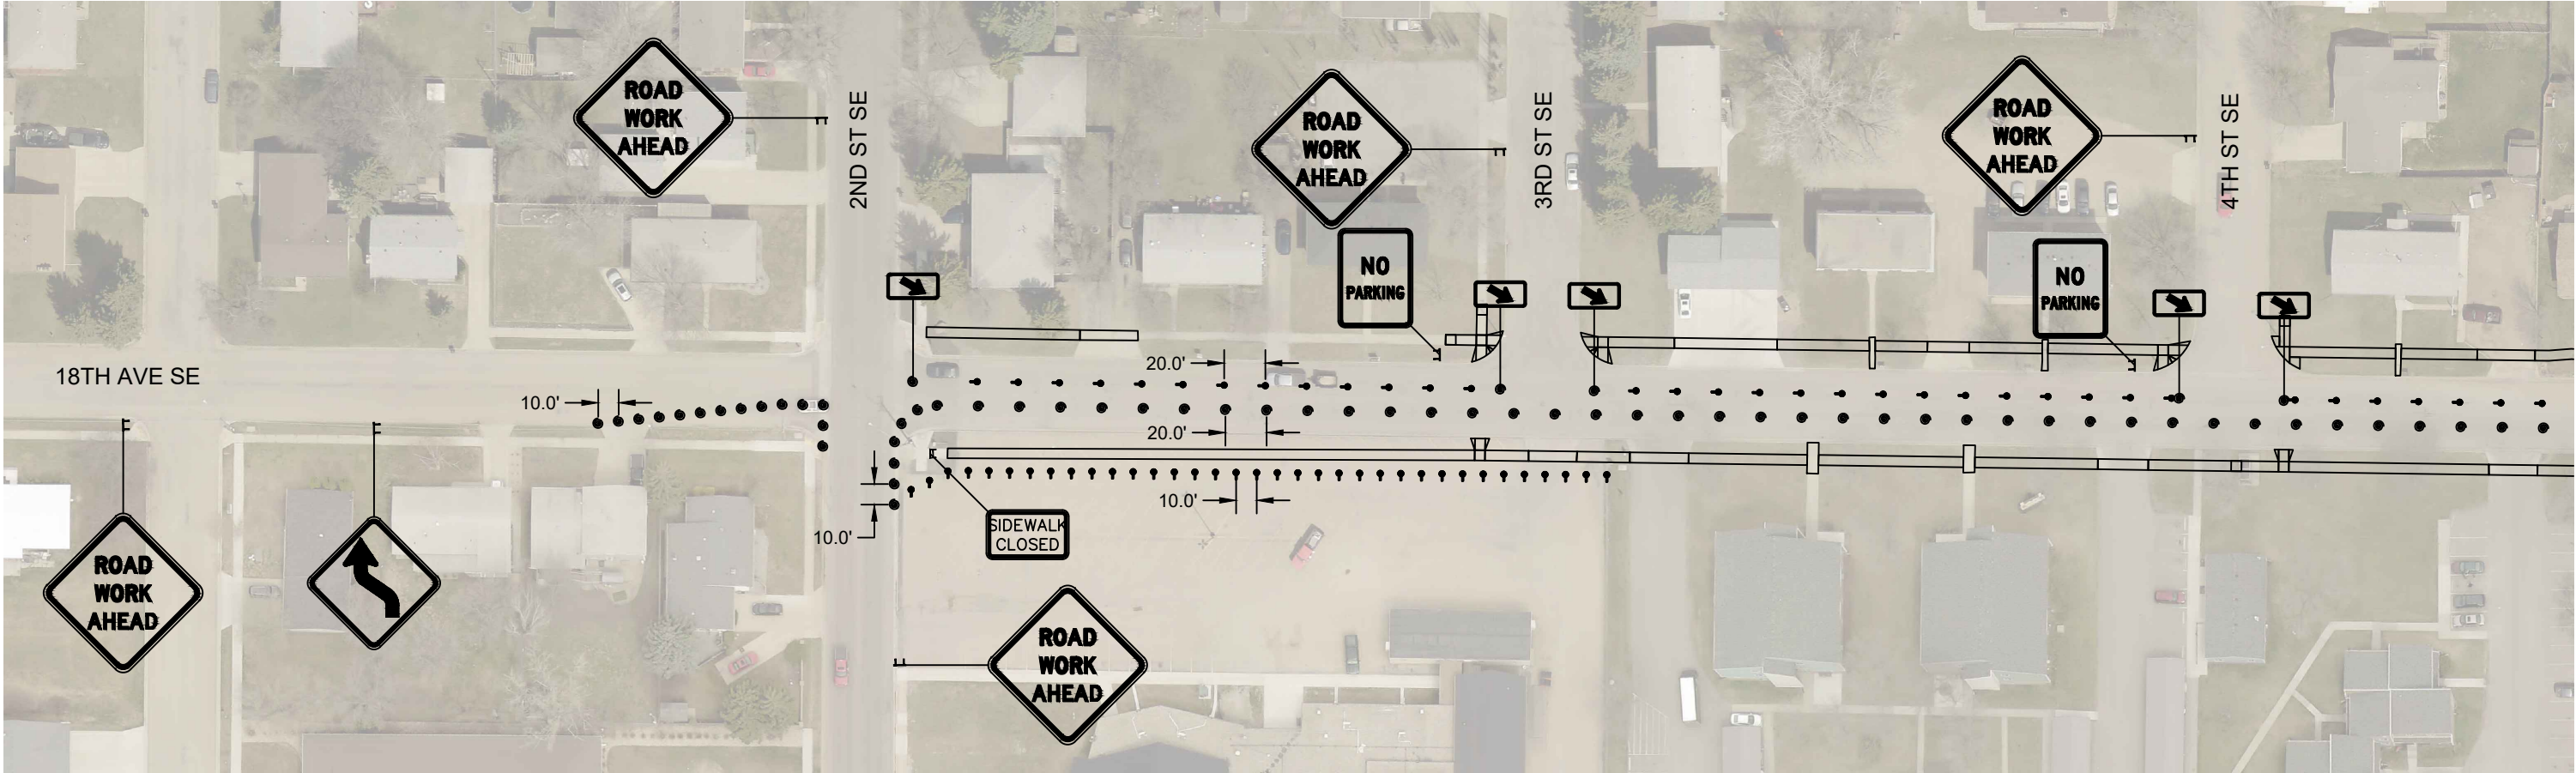 ROAD
WORK
AHEAD
2ND ST SE
ROAD
WORK
AHEAD
3RD ST SE
ROAD
WORK
AHEAD
4TH ST SE
NO
PARKING
NO
PARKING
18TH AVE SE
20.0'
10.0'
20.0'
10.0'
10.0'
SIDEWALK
CLOSED
ROAD
WORK
AHEAD
ROAD
WORK
AHEAD